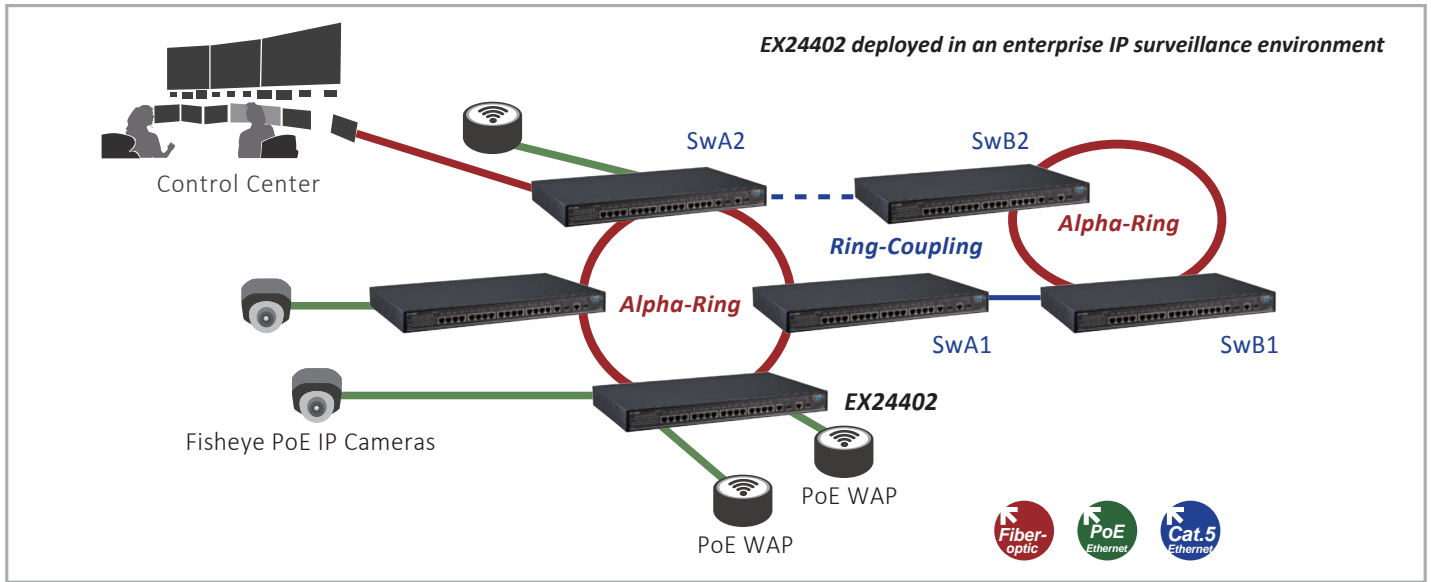 EX24402 deployed in an enterprise IP surveillance environment
SwA2
SwB2
Control Center
Alpha-Ring
Ring-Coupling
Alpha-Ring
SwA1
SwB1
EX24402
Fisheye PoE IP Cameras
PoE WAP
PoE WAP
Fiber-
optic
PoE
Ethernet
Cat.5
Ethernet